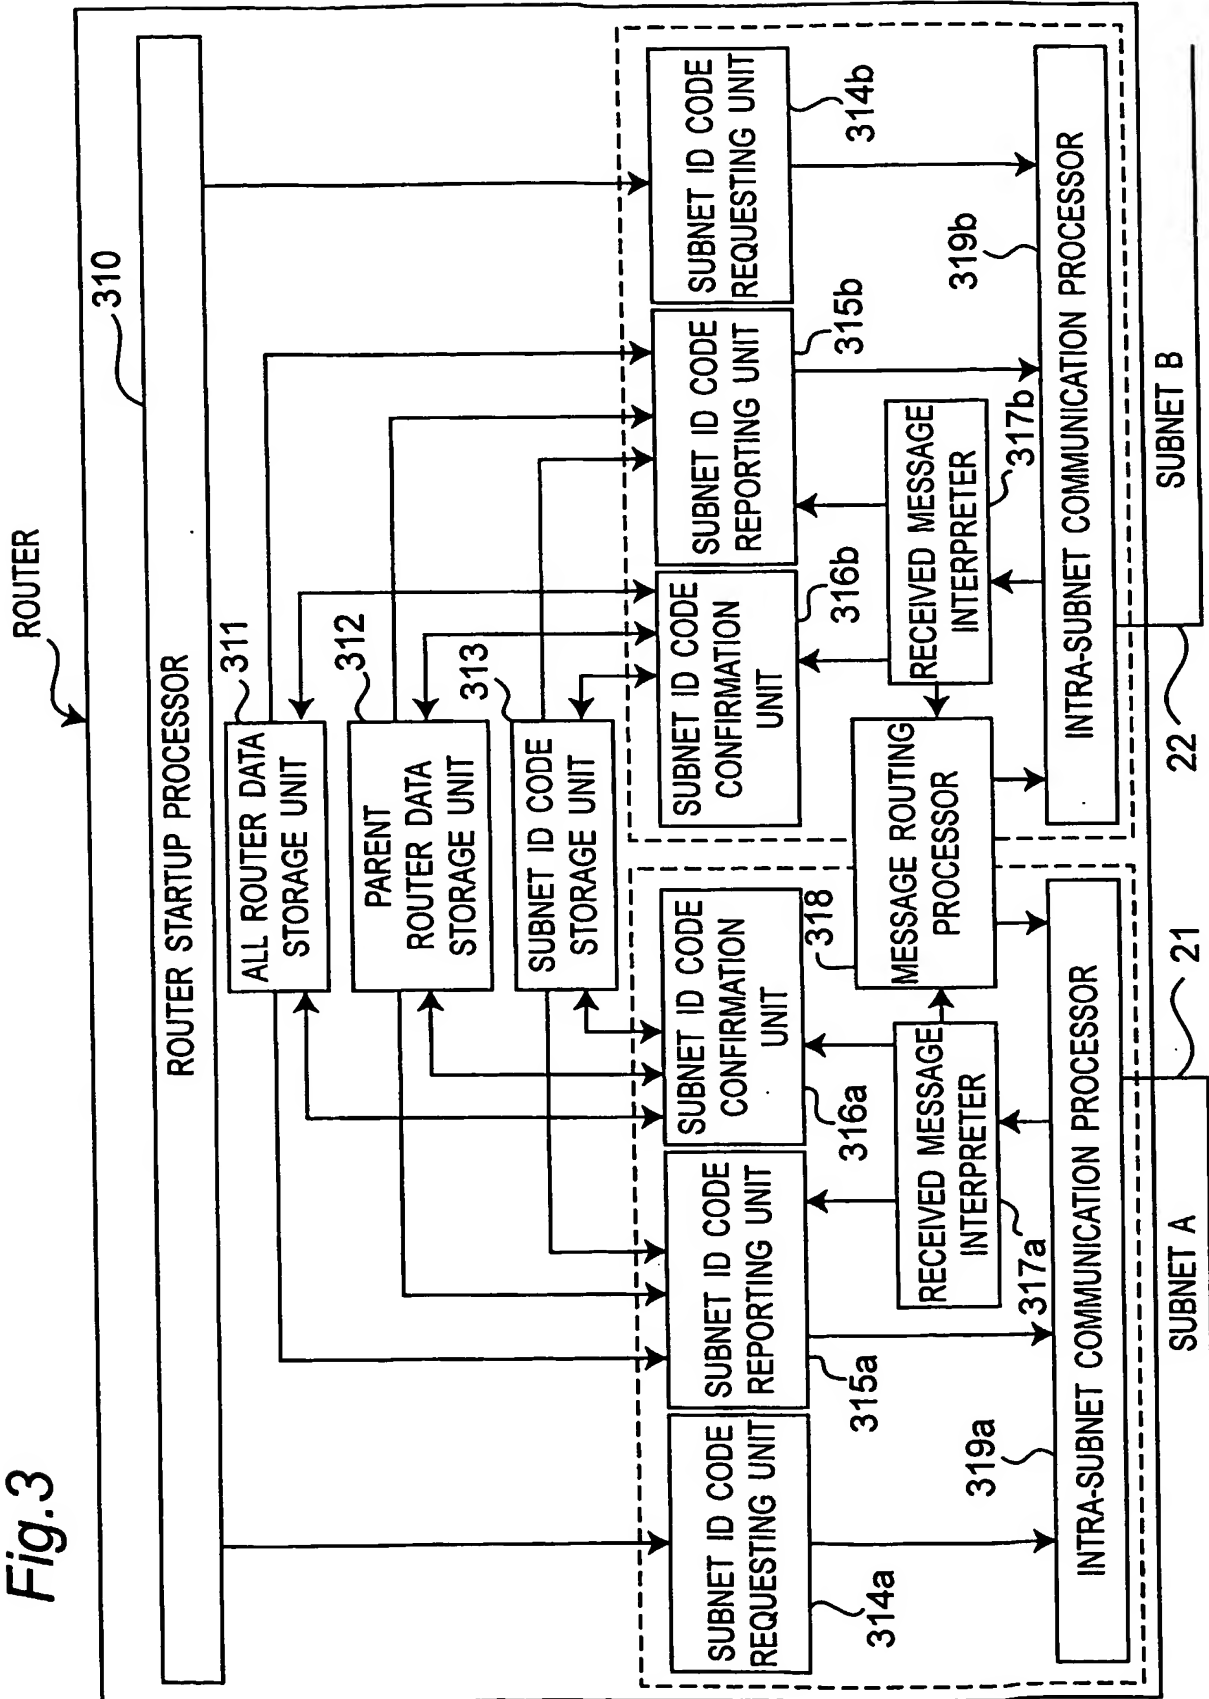 Fig.3
ROUTER
310
ROUTER STARTUP PROCESSOR
311
ALL ROUTER DATA
STORAGE UNIT
312
PARENT
ROUTER DATA
STORAGE UNIT
313
SUBNET ID CODE
STORAGE UNIT
SUBNET ID CODE
REQUESTING UNIT
314a
SUBNET ID CODE
REPORTING UNIT
315a
SUBNET ID CODE
CONFIRMATION
UNIT
316a
SUBNET ID CODE
CONFIRMATION
UNIT
316b
SUBNET ID CODE
REPORTING UNIT
315b
SUBNET ID CODE
REQUESTING UNIT
314b
RECEIVED MESSAGE
INTERPRETER
317a
318
MESSAGE ROUTING
PROCESSOR
RECEIVED MESSAGE
INTERPRETER
317b
319a
INTRA-SUBNET COMMUNICATION PROCESSOR
319b
INTRA-SUBNET COMMUNICATION PROCESSOR
SUBNET A
21
22
SUBNET B